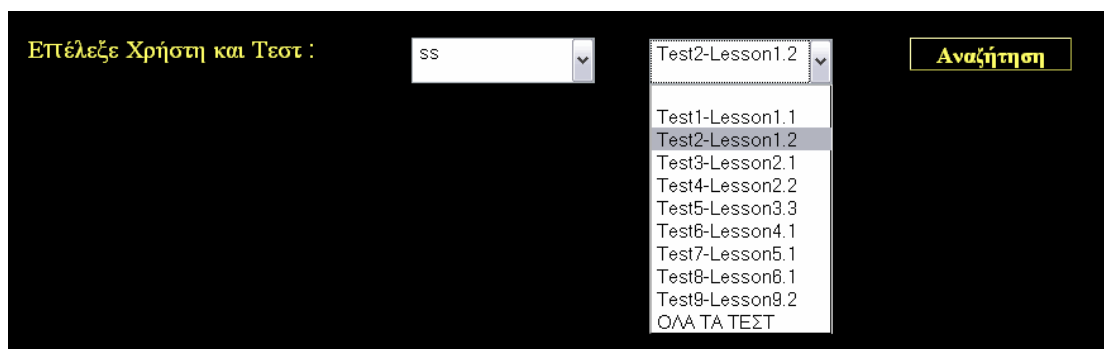 Επέλεξε Χρήστη και Τεστ :
ss
Test2-Lesson1.2
Αναζήτηση
Test1-Lesson1.1
Test2-Lesson1.2
Test3-Lesson2.1
Test4-Lesson2.2
Test5-Lesson3.3
Test6-Lesson4.1
Test7-Lesson5.1
Test8-Lesson6.1
Test9-Lesson9.2
ΟΛΑ ΤΑ ΤΕΣΤ